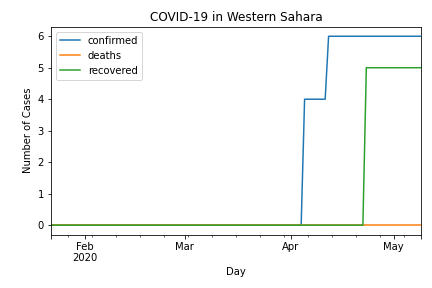 COVID-19 in Western Sahara
confirmed
deaths
recovered
Number of Cases
6
5
4
3
2
1
0
Feb
2020
Mar
Apr
May
Day